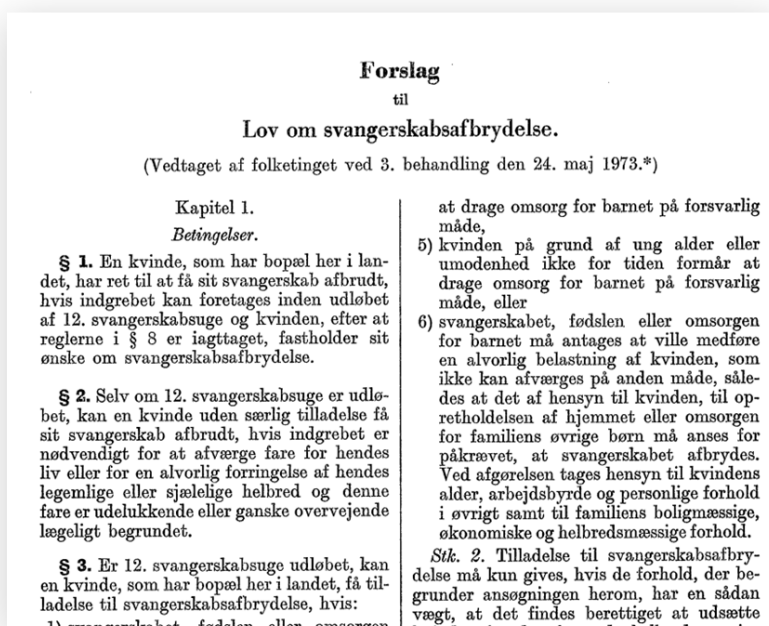 Forslag
til
Lov om svangerskabsafbrydelse.
(Vedtaget af folketinget ved 3. behandling den 24. maj 1973.*)
Kapitel 1.
Betingelser.
§ 1. En kvinde, som har bopæl her i lan-
det, har ret til at få sit svangerskab afbrudt,
hvis indgrebet kan foretages inden udløbet
af 12. svangerskabsuge og kvinden, efter at
reglerne i § 8 er iagttaget, fastholder sit
ønske om svangerskabsafbrydelse.
§ 2. Selv om 12. svangerskabsuge er udlø-
bet, kan en kvinde uden særlig tilladelse få
sit svangerskab afbrudt, hvis indgrebet er
nødvendigt for at afværge fare for hendes
liv eller for en alvorlig forringelse af hendes
legemlige eller sjælelige helbred og denne
fare er udelukkende eller ganske overvejende
lægeligt begrundet.
§ 3. Er 12. svangerskabsuge udløbet, kan
en kvinde, som har bopæl her i landet, få til-
ladelse til svangerskabsafbrydelse, hvis:
1) svangerskabet, fødslen eller omsorgen
at drage omsorg for barnet på forsvarlig
måde,
5) kvinden på grund af ung alder eller
umodenhed ikke for tiden formår at
drage omsorg for barnet på forsvarlig
måde, eller
6) svangerskabet, fødslen eller omsorgen
for barnet må antages at ville medføre
en alvorlig belastning af kvinden, som
ikke kan afværges på anden måde, såle-
des at det af hensyn til kvinden, til op-
retholdelsen af hjemmet eller omsorgen
for familiens øvrige børn må anses for
påkrævet, at svangerskabet afbrydes.
Ved afgørelsen tages hensyn til kvindens
alder, arbejdsbyrde og personlige forhold
i øvrigt samt til familiens boligmæssige,
økonomiske og helbredsmæssige forhold.
Stk. 2. Tilladelse til svangerskabsafbry-
delse må kun gives, hvis de forhold, der be-
grunder ansøgningen herom, har en sådan
vægt, at det findes berettiget at udsætte